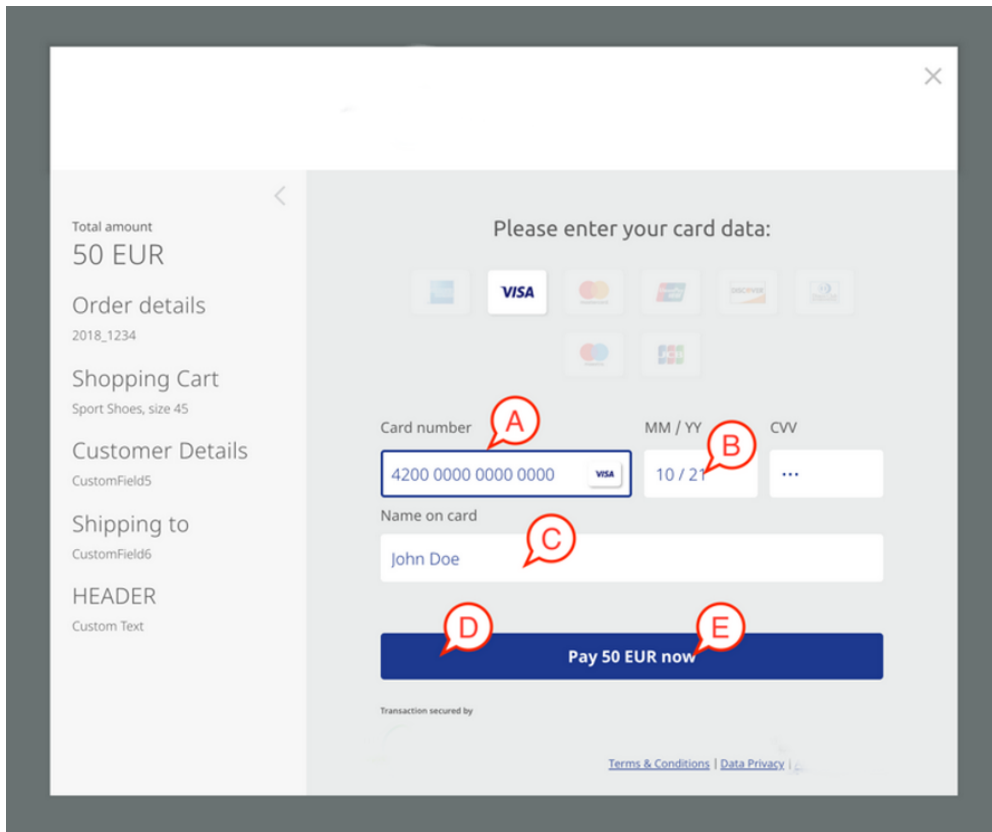 Total amount
50 EUR
Order details
2018_1234
Shopping Cart
Sport Shoes, size 45
Customer Details
CustomField5
Shipping to
CustomField6
HEADER
Custom Text
Please enter your card data:
VISA
DISCOVER
JCB
A
Card number
MM / YY
B
CVV
4200 0000 0000 0000
VISA
10 / 21
...
Name on card
C
John Doe
D
E
Pay 50 EUR now
Transaction secured by
Terms & Conditions | Data Privacy |